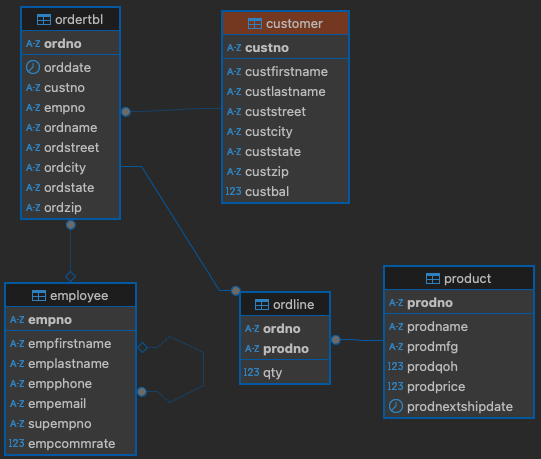 ordertbl
A-Z ordno
orddate
A-Z custno
A-Z empno
A-Z ordname
A-Z ordstreet
A-Z ordcity
A-Z ordstate
A-Z ordzip
customer
A-Z custno
A-Z custfirstname
A-Z custlastname
A-Z custstreet
A-Z custcity
A-Z custstate
A-Z custzip
123 custbal
employee
A-Z empno
A-Z empfirstname
A-Z emplastname
A-Z empphone
A-Z empemail
A-Z supempno
123 empcommrate
ordline
A-Z ordno
A-Z prodno
123 qty
product
A-Z prodno
A-Z prodname
A-Z prodmfg
123 prodqoh
123 prodprice
prodnextshipdate